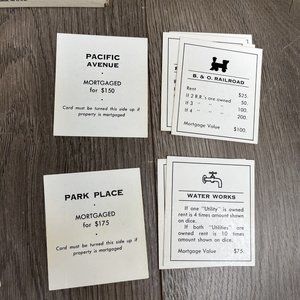 PACIFIC
AVENUE
•
MORTGAGED
for $150
•
Card must be turned this side up if
property is mortgaged
B. & O. RAILROAD
Rent $25.
If 2 R.R.'s are owned 50.
If 3 " " " 100.
If 4 " " " 200.
Mortgage Value $100.
PARK PLACE
•
MORTGAGED
for $175
•
Card must be turned this side up
if property is mortgaged
WATER WORKS
If one "Utility" is owned
rent is 4 times amount shown
on dice.
If both "Utilities" are
owned rent is 10 times
amount shown on dice.
Mortgage Value $75.